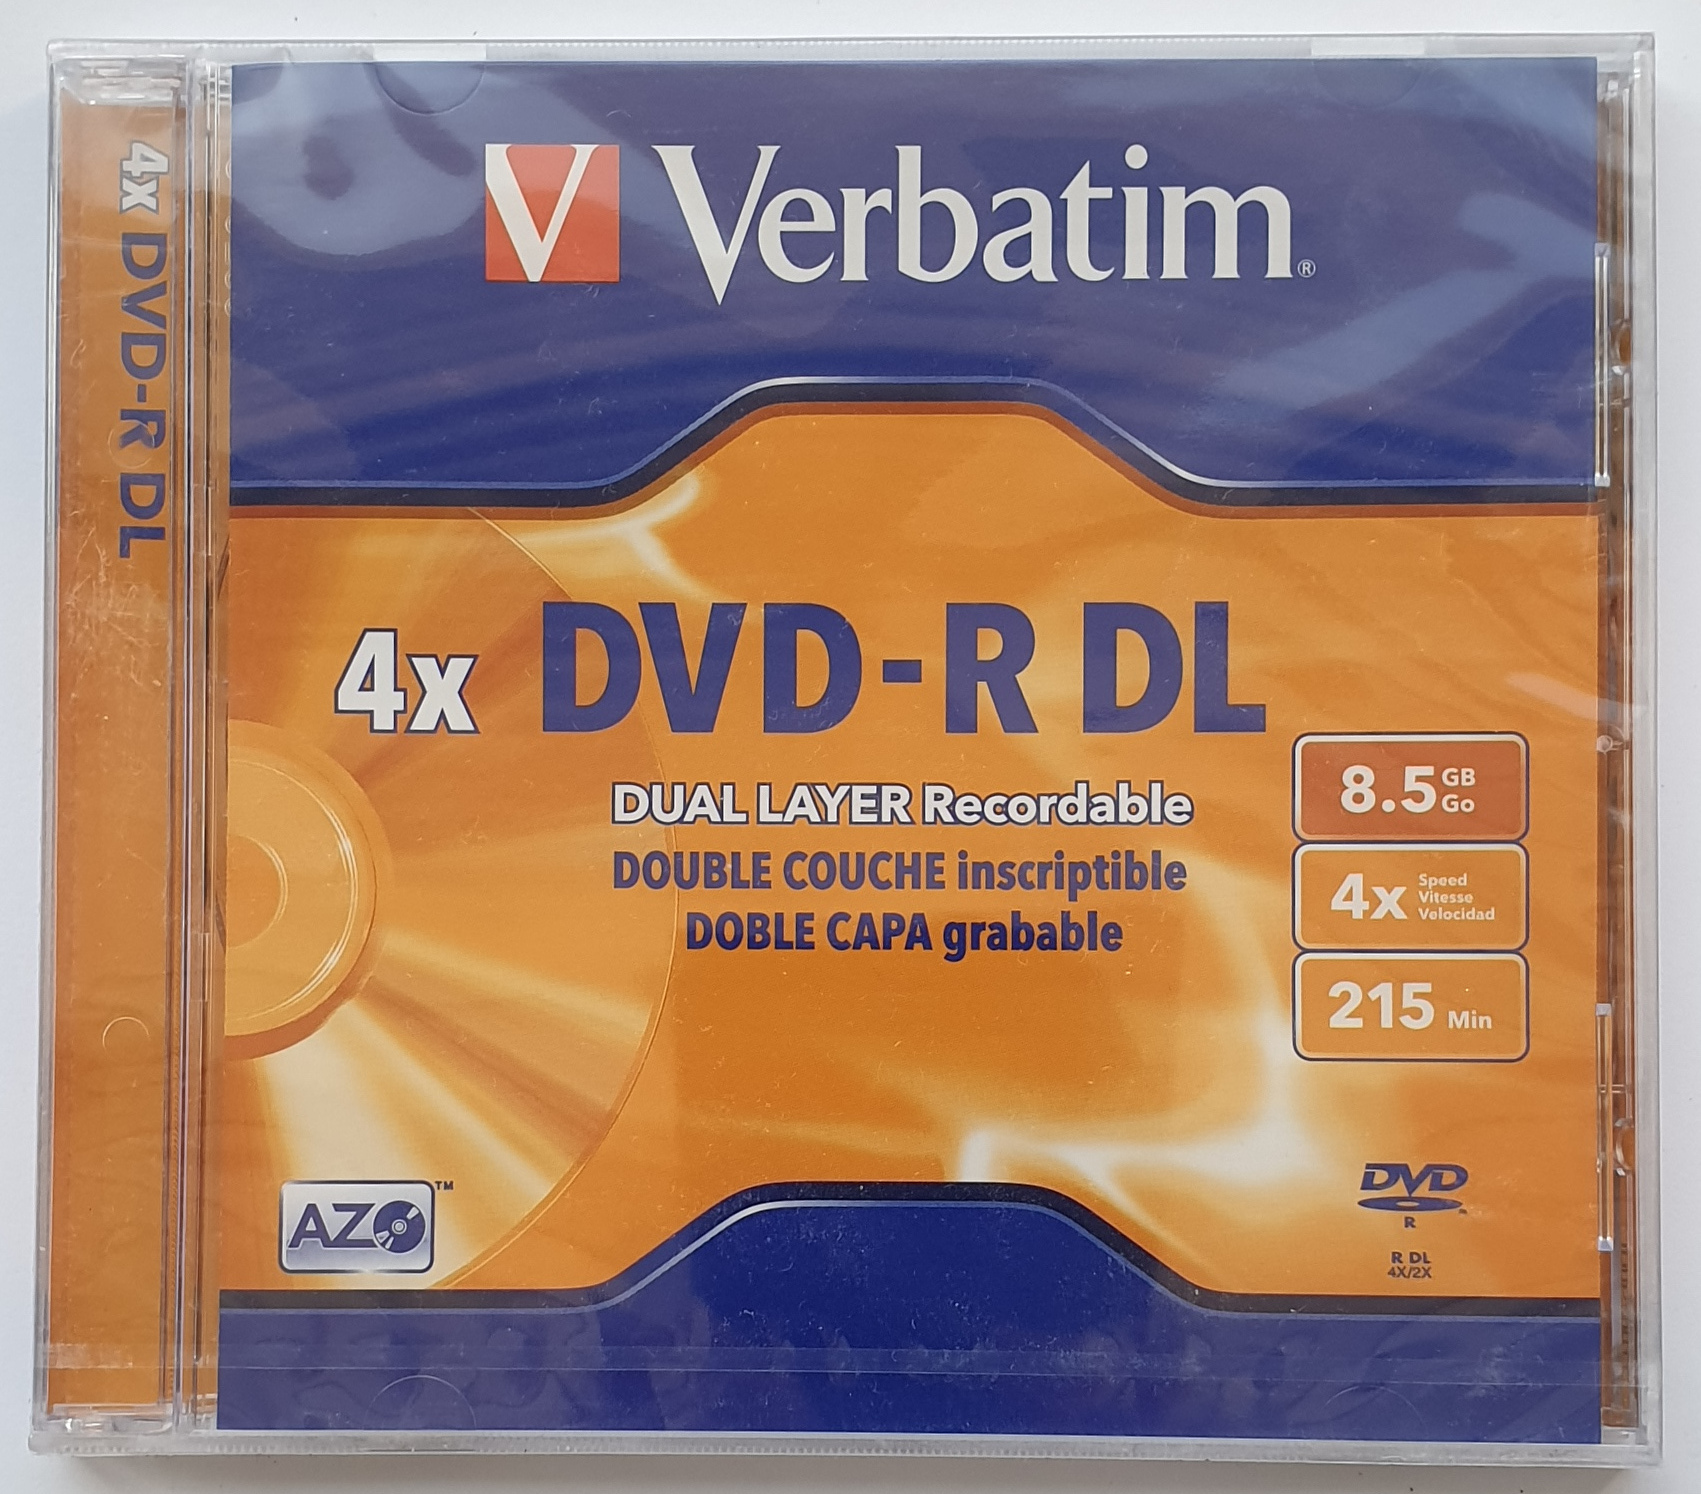 4x DVD-R DL
V Verbatim®
4x DVD-R DL
DUAL LAYER Recordable
DOUBLE COUCHE inscriptible
DOBLE CAPA grabable
8.5 GB
Go
4x Speed
Vitesse
Velocidad
215 Min
AZO™
DVD
R
R DL
4X/2X